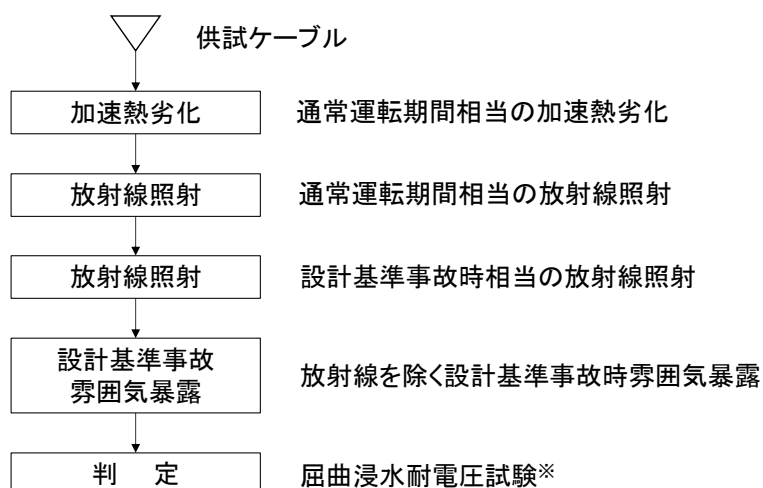 供試ケーブル
加速熱劣化 通常運転期間相当の加速熱劣化
放射線照射 通常運転期間相当の放射線照射
放射線照射 設計基準事故時相当の放射線照射
設計基準事故
雰囲気暴露
放射線を除く設計基準事故時雰囲気暴露
判 定 屈曲浸水耐電圧試験※